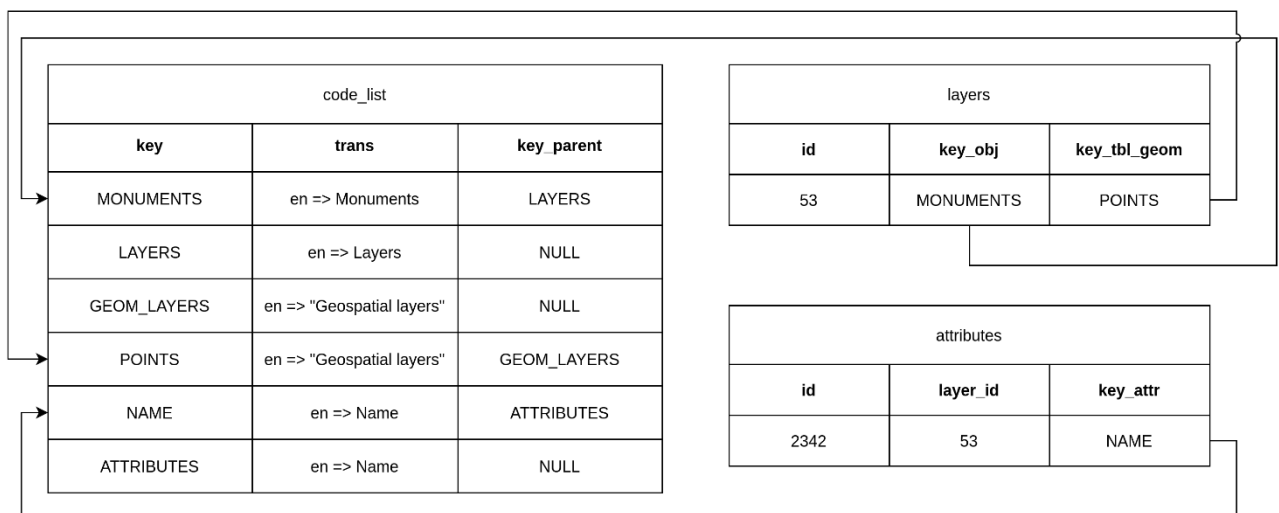 code_list
key trans key_parent
MONUMENTS en => Monuments LAYERS
LAYERS en => Layers NULL
GEOM_LAYERS en => "Geospatial layers" NULL
POINTS en => "Geospatial layers" GEOM_LAYERS
NAME en => Name ATTRIBUTES
ATTRIBUTES en => Name NULL
layers
id key_obj key_tbl_geom
53 MONUMENTS POINTS
attributes
id layer_id key_attr
2342 53 NAME